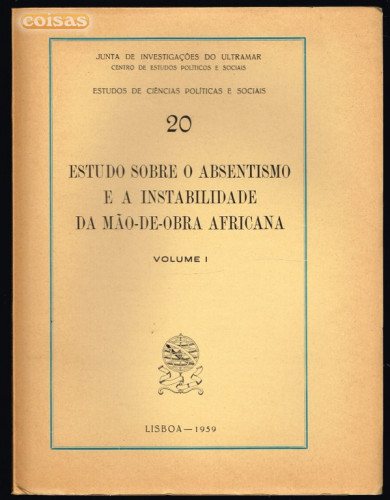 coisas
JUNTA DE INVESTIGAÇÕES DO ULTRAMAR
CENTRO DE ESTUDOS POLÍTICOS E SOCIAIS
ESTUDOS DE CIÊNCIAS POLÍTICAS E SOCIAIS
20
ESTUDO SOBRE O ABSENTISMO
E A INSTABILIDADE
DA MÃO-DE-OBRA AFRICANA
VOLUME I
LISBOA — 1959